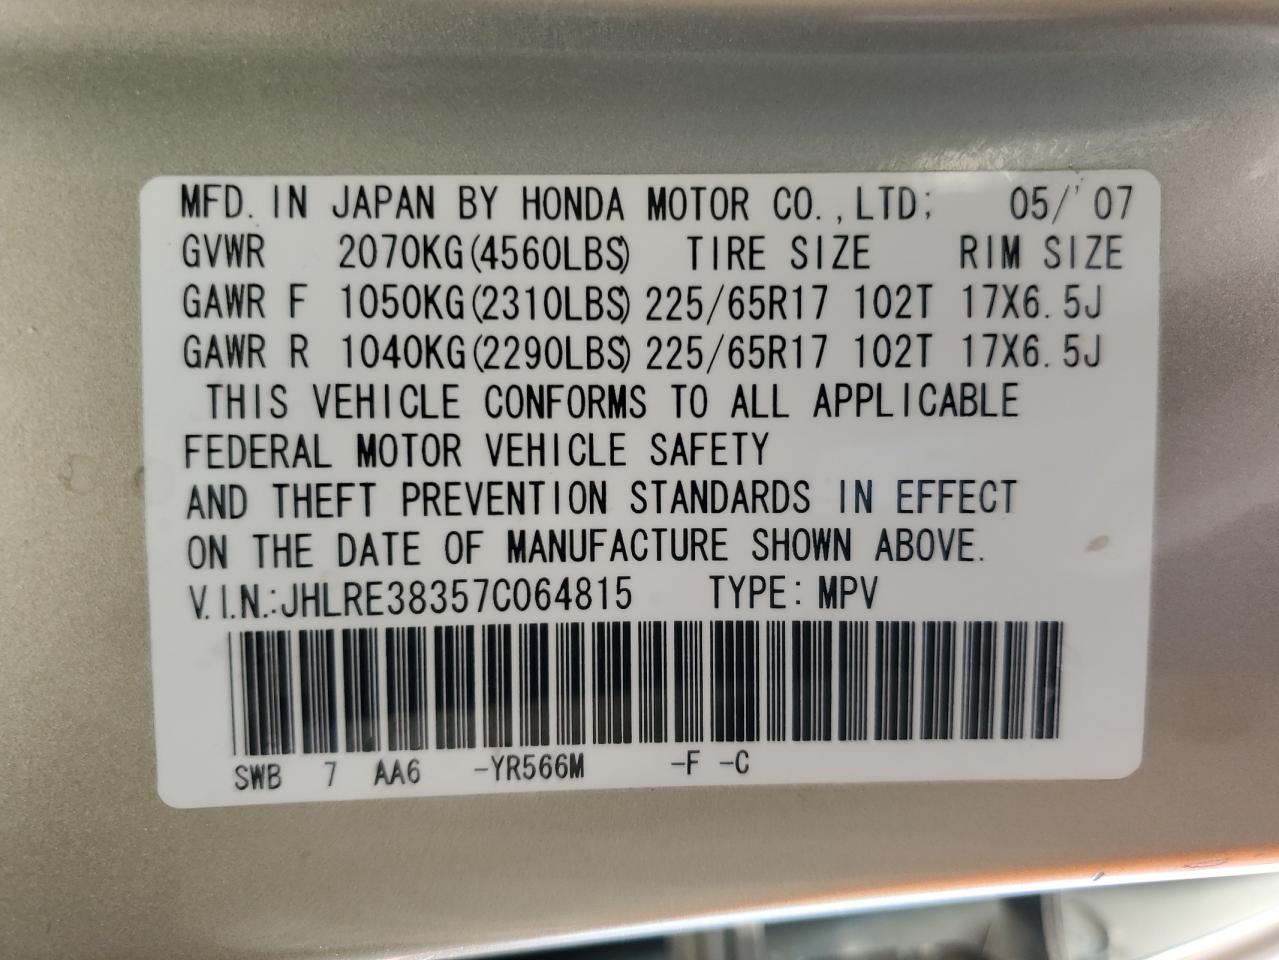 MFD. IN JAPAN BY HONDA MOTOR CO.,LTD; 05/'07
GVWR 2070KG(4560LBS) TIRE SIZE RIM SIZE
GAWR F 1050KG(2310LBS) 225/65R17 102T 17X6.5J
GAWR R 1040KG(2290LBS) 225/65R17 102T 17X6.5J
THIS VEHICLE CONFORMS TO ALL APPLICABLE
FEDERAL MOTOR VEHICLE SAFETY
AND THEFT PREVENTION STANDARDS IN EFFECT
ON THE DATE OF MANUFACTURE SHOWN ABOVE.
V.I.N.:JHLRE38357C064815 TYPE: MPV
SWB 7 AA6 -YR566M -F -C